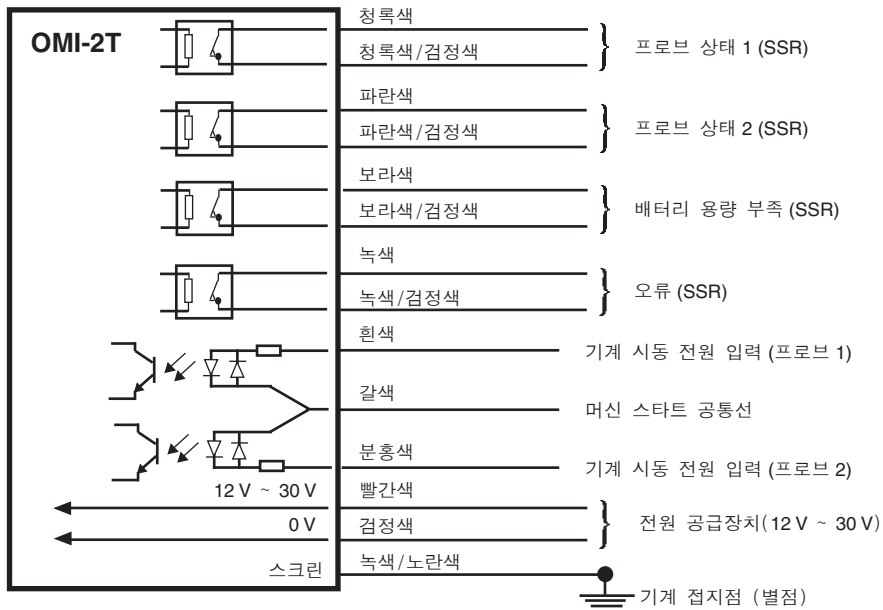 OMI-2T
청록색
청록색/검정색
프로브 상태 1 (SSR)
파란색
파란색/검정색
프로브 상태 2 (SSR)
보라색
보라색/검정색
배터리 용량 부족 (SSR)
녹색
녹색/검정색
오류 (SSR)
흰색
기계 시동 전원 입력 (프로브 1)
갈색
머신 스타트 공통선
분홍색
기계 시동 전원 입력 (프로브 2)
12 V ~ 30 V
빨간색
0 V
검정색
전원 공급장치(12 V ~ 30 V)
스크린
녹색/노란색
기계 접지점 (별점)